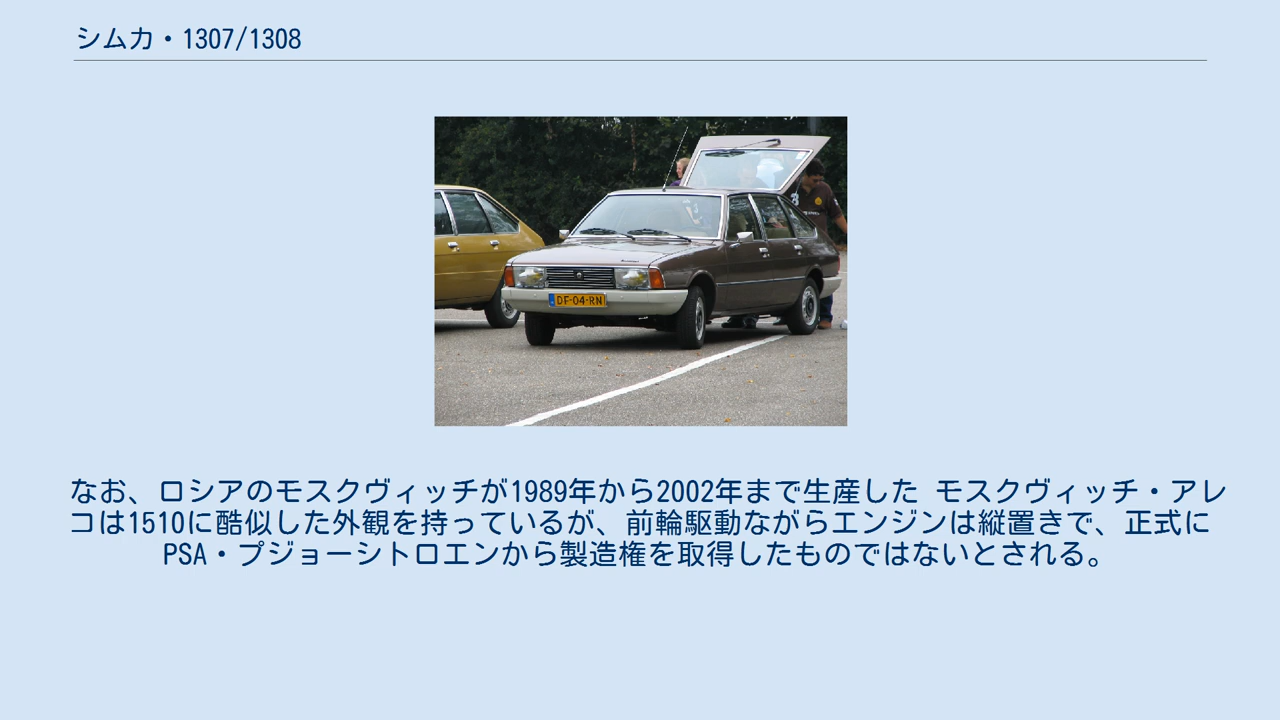 シムカ・1307/1308
DF-04-RN
なお、ロシアのモスクヴィッチが1989年から2002年まで生産した モスクヴィッチ・アレ
コは1510に酷似した外観を持っているが、前輪駆動ながらエンジンは縦置きで、正式に
PSA・プジョーシトロエンから製造権を取得したものではないとされる。